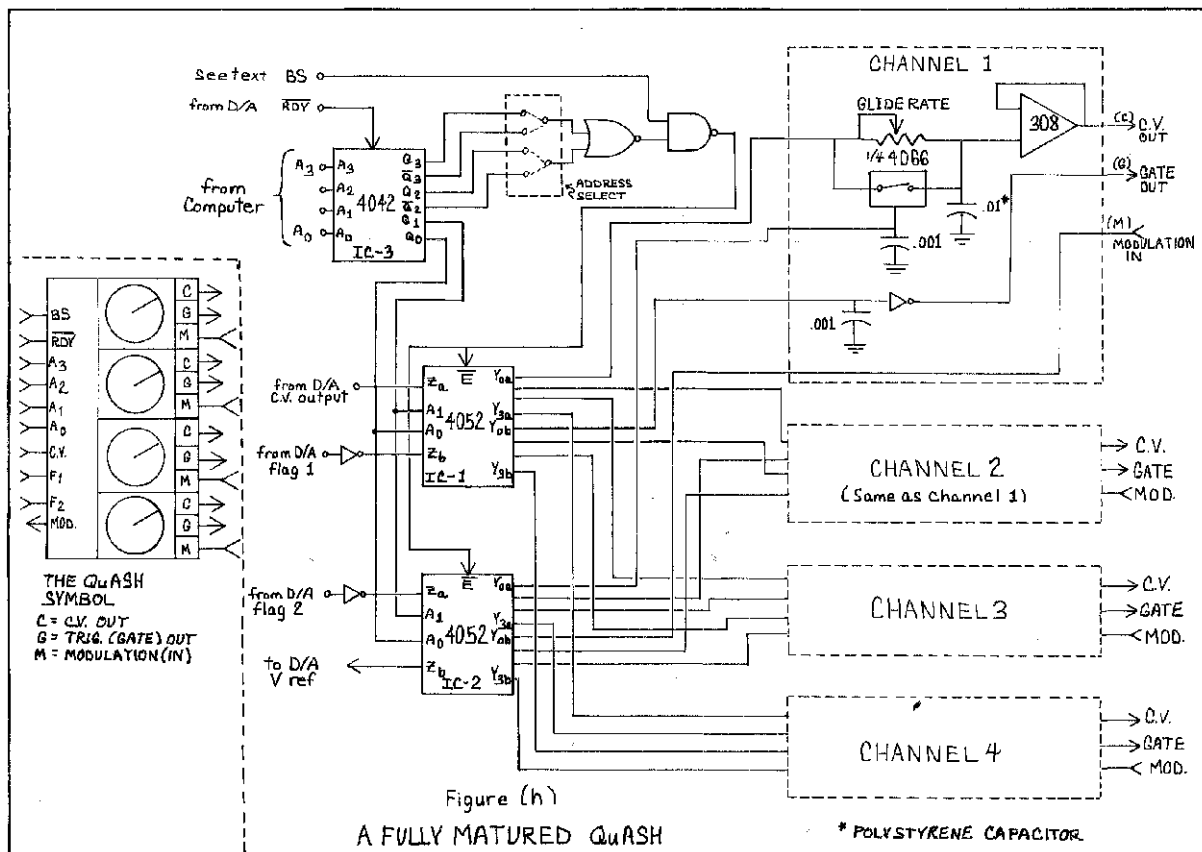 see text BS
from D/A R̅D̅Y̅
from Computer
A3
A2
A1
A0
A3
A2
A1
A0
4042
IC-3
Q3
Q̅3
Q2
Q̅2
Q1
Q0
ADDRESS SELECT
CHANNEL 1
GLIDE RATE
1/4 4066
308
.01*
.001
.001
(C) C.V. OUT
(G) GATE OUT
(M) MODULATION IN
BS
R̅D̅Y̅
A3
A2
A1
A0
C.V.
F1
F2
MOD.
C
G
M
C
G
M
C
G
M
C
G
M
THE QuASH
SYMBOL
C = C.V. OUT
G = TRIG. (GATE) OUT
M = MODULATION (IN)
from D/A
C.V. output
from D/A
flag 1
Za
A1
A0
Zb
E̅
4052
IC-1
Y0a
Y3a
Y0b
Y3b
CHANNEL 2
(Same as channel 1)
C.V.
GATE
MOD.
from D/A
flag 2
to D/A
V ref
Za
A1
A0
Zb
E̅
4052
IC-2
Y0a
Y3a
Y0b
Y3b
CHANNEL 3
C.V.
GATE
MOD.
CHANNEL 4
C.V.
GATE
MOD.
Figure (h)
A FULLY MATURED QuASH
* POLYSTYRENE CAPACITOR